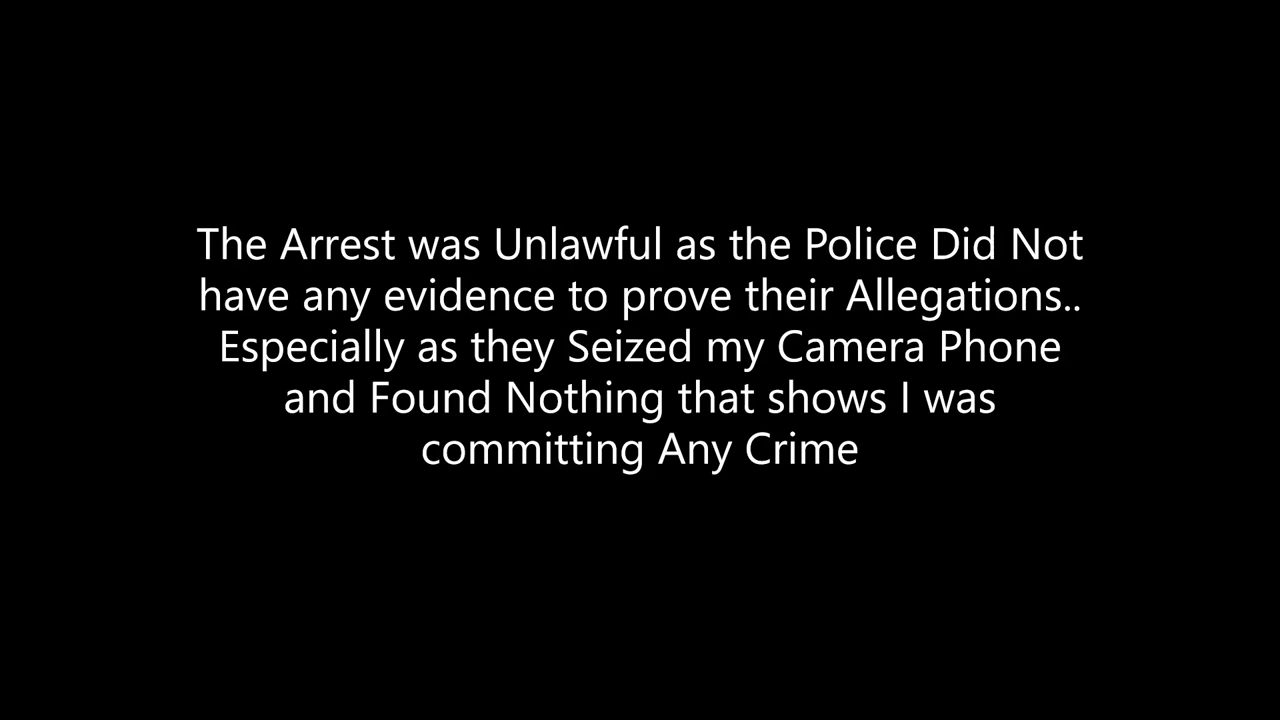 The Arrest was Unlawful as the Police Did Not
have any evidence to prove their Allegations..
Especially as they Seized my Camera Phone
and Found Nothing that shows I was
committing Any Crime